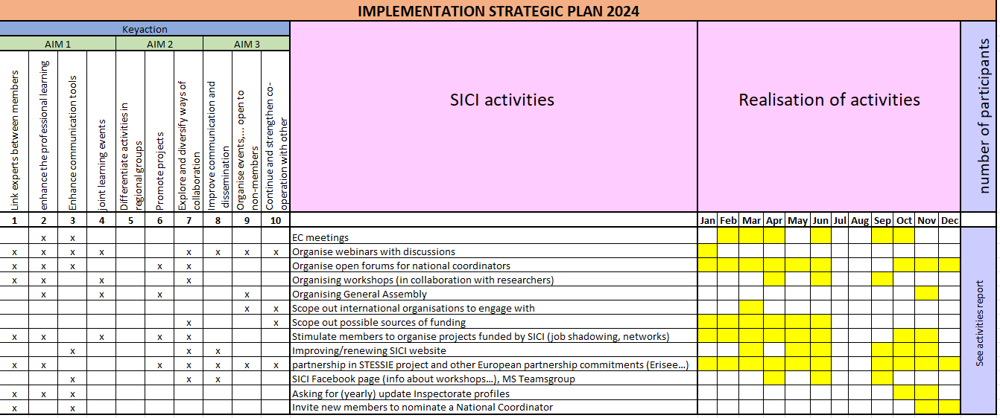 IMPLEMENTATION STRATEGIC PLAN 2024
Keyaction
AIM 1 AIM 2 AIM 3
Link experts between members
enhance the professional learning
Enhance communication tools
joint learning events
Differentiate activities in
regional groups
Promote projects
Explore and diversify ways of
collaboration
Improve communication and
dissemination
Organise events,... open to
non-members
Continue and strengthen co-
operation with other
SICI activities
Realisation of activities
number of participants
1 2 3 4 5 6 7 8 9 10 Jan Feb Mar Apr May Jun Jul Aug Sep Oct Nov Dec
x x EC meetings
x x x x x x x x Organise webinars with discussions
x x x x x Organise open forums for national coordinators
x x x x Organising workshops (in collaboration with researchers)
x x x x Organising General Assembly
x x Scope out international organisations to engage with
x x Scope out possible sources of funding
x x x x x Stimulate members to organise projects funded by SICI (job shadowing, networks)
x x x Improving/renewing SICI website
x x x x x x x partnership in STESSIE project and other European partnership commitments (Erisee...)
x x x SICI Facebook page (info about workshops...), MS Teamsgroup
x x x Asking for (yearly) update Inspectorate profiles
x x Invite new members to nominate a National Coordinator
See activities report